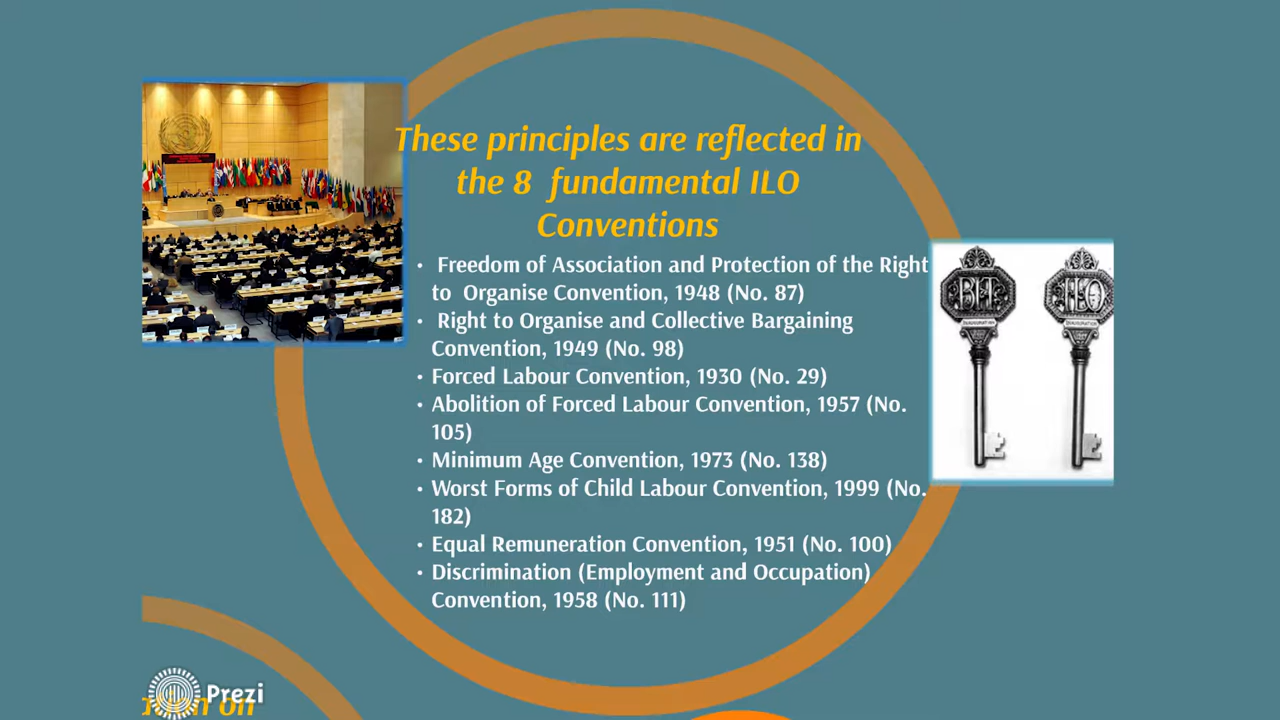 These principles are reflected in
the 8 fundamental ILO
Conventions
• Freedom of Association and Protection of the Right
to Organise Convention, 1948 (No. 87)
• Right to Organise and Collective Bargaining
Convention, 1949 (No. 98)
• Forced Labour Convention, 1930 (No. 29)
• Abolition of Forced Labour Convention, 1957 (No.
105)
• Minimum Age Convention, 1973 (No. 138)
• Worst Forms of Child Labour Convention, 1999 (No.
182)
• Equal Remuneration Convention, 1951 (No. 100)
• Discrimination (Employment and Occupation)
Convention, 1958 (No. 111)
BIT
ILO
Prezi
on